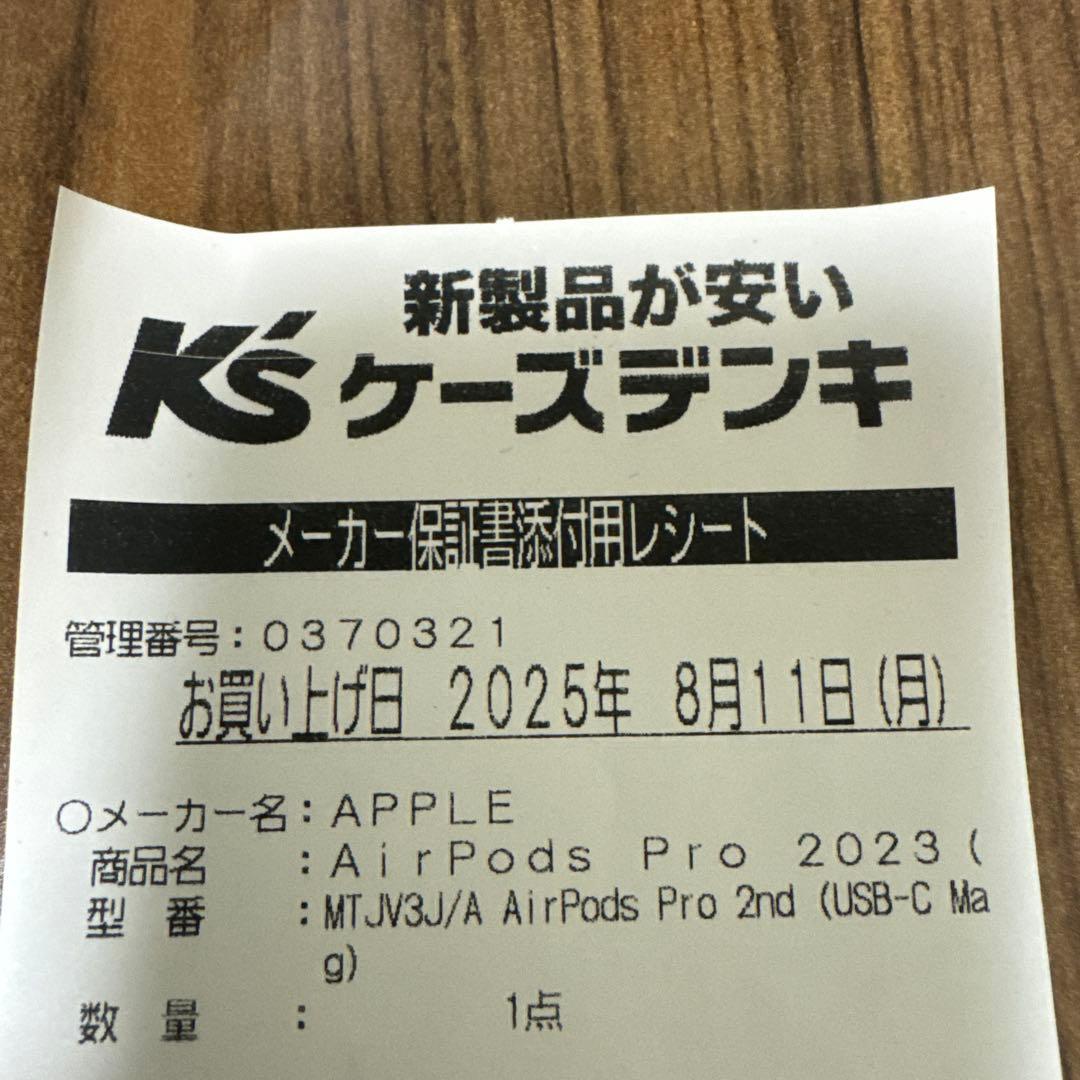 新製品が安い
K's ケーズデンキ
メーカー保証書添付用レシート
管理番号：０３７０３２１
お買い上げ日 2025年 8月11日(月)
○メーカー名：ＡＰＰＬＥ
商品名 ：ＡｉｒＰｏｄｓ Ｐｒｏ ２０２３（
型 番 ：MTJV3J/A AirPods Pro 2nd (USB-C Ma
g)
数 量 ： 1点